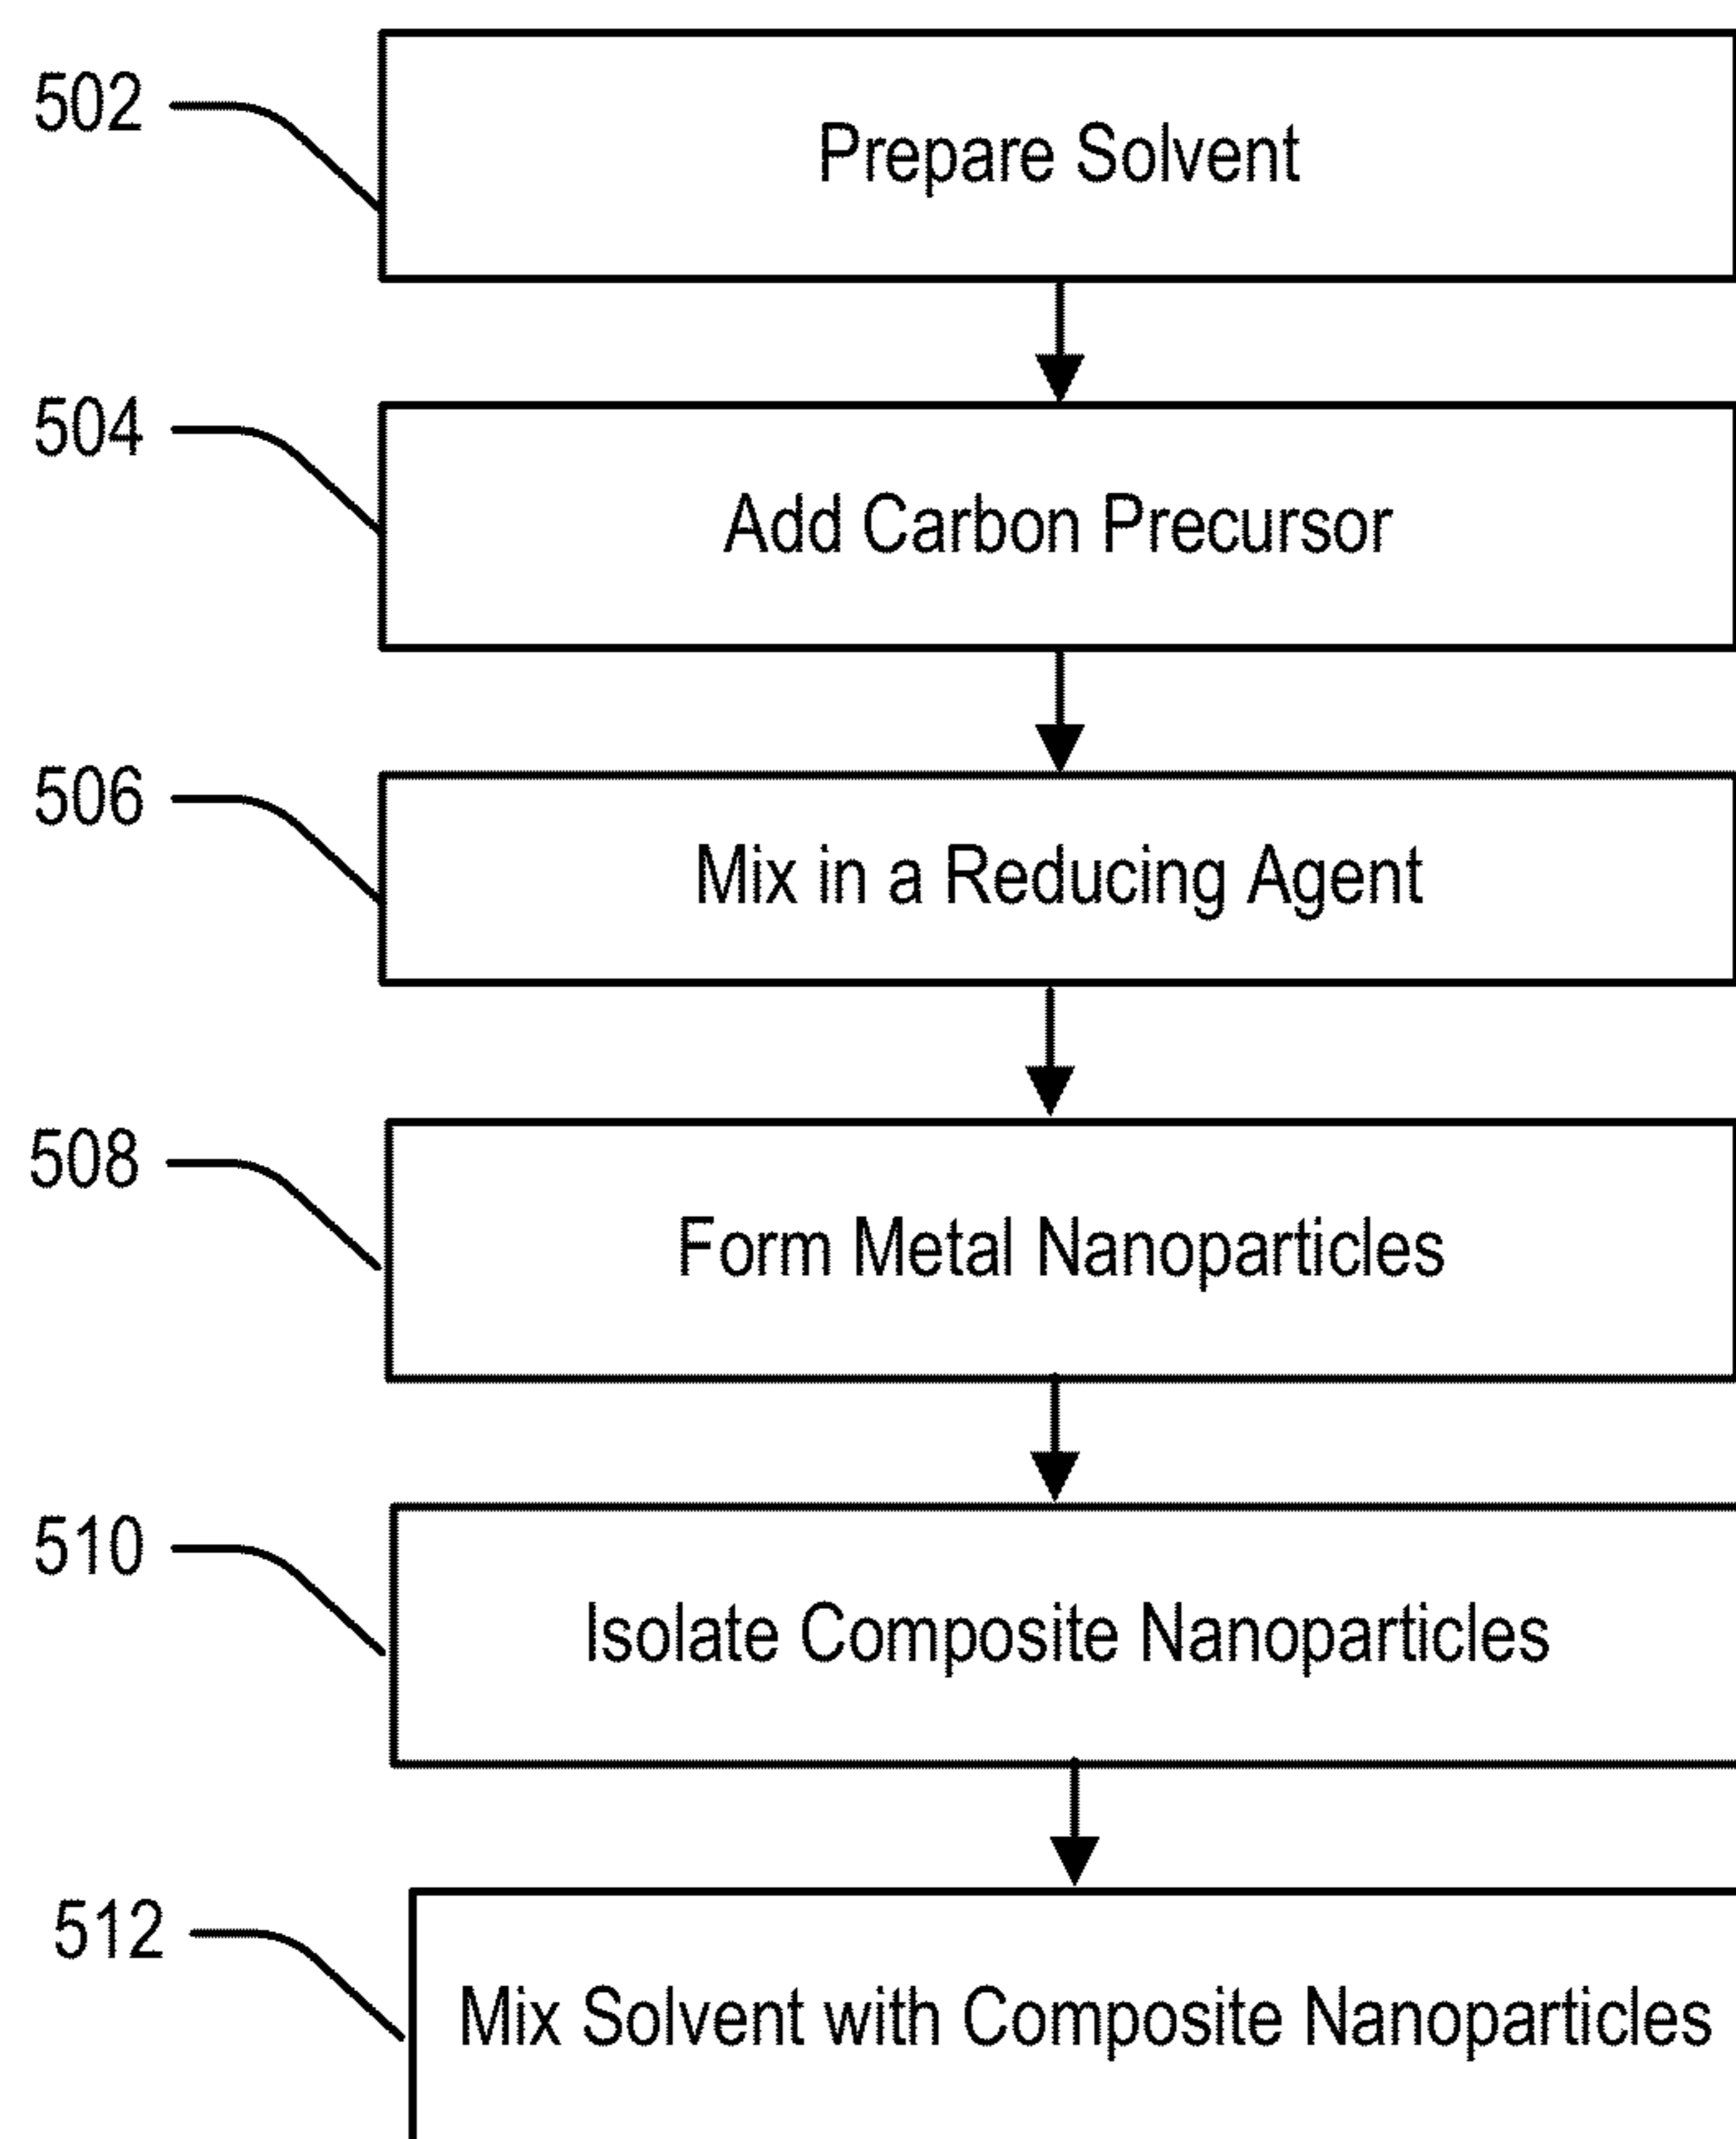 502
Prepare Solvent
504
Add Carbon Precursor
506
Mix in a Reducing Agent
508
Form Metal Nanoparticles
510
Isolate Composite Nanoparticles
512
Mix Solvent with Composite Nanoparticles